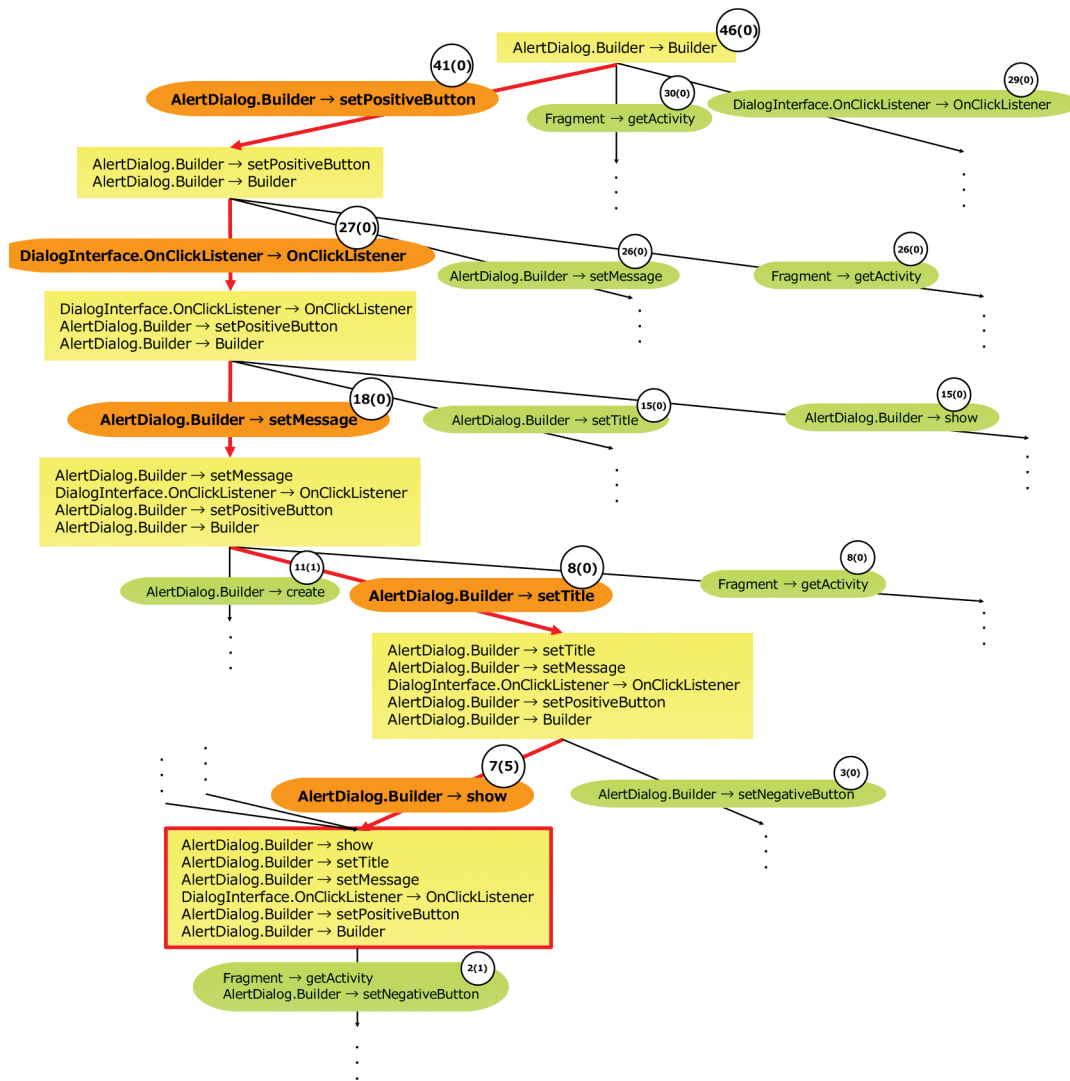 46(0)
AlertDialog.Builder → Builder
41(0)
AlertDialog.Builder → setPositiveButton
30(0)
Fragment → getActivity
29(0)
DialogInterface.OnClickListener → OnClickListener
AlertDialog.Builder → setPositiveButton
AlertDialog.Builder → Builder
27(0)
DialogInterface.OnClickListener → OnClickListener
26(0)
AlertDialog.Builder → setMessage
26(0)
Fragment → getActivity
DialogInterface.OnClickListener → OnClickListener
AlertDialog.Builder → setPositiveButton
AlertDialog.Builder → Builder
18(0)
AlertDialog.Builder → setMessage
15(0)
AlertDialog.Builder → setTitle
15(0)
AlertDialog.Builder → show
AlertDialog.Builder → setMessage
DialogInterface.OnClickListener → OnClickListener
AlertDialog.Builder → setPositiveButton
AlertDialog.Builder → Builder
11(1)
AlertDialog.Builder → create
8(0)
AlertDialog.Builder → setTitle
8(0)
Fragment → getActivity
AlertDialog.Builder → setTitle
AlertDialog.Builder → setMessage
DialogInterface.OnClickListener → OnClickListener
AlertDialog.Builder → setPositiveButton
AlertDialog.Builder → Builder
7(5)
AlertDialog.Builder → show
3(0)
AlertDialog.Builder → setNegativeButton
AlertDialog.Builder → show
AlertDialog.Builder → setTitle
AlertDialog.Builder → setMessage
DialogInterface.OnClickListener → OnClickListener
AlertDialog.Builder → setPositiveButton
AlertDialog.Builder → Builder
2(1)
Fragment → getActivity
AlertDialog.Builder → setNegativeButton